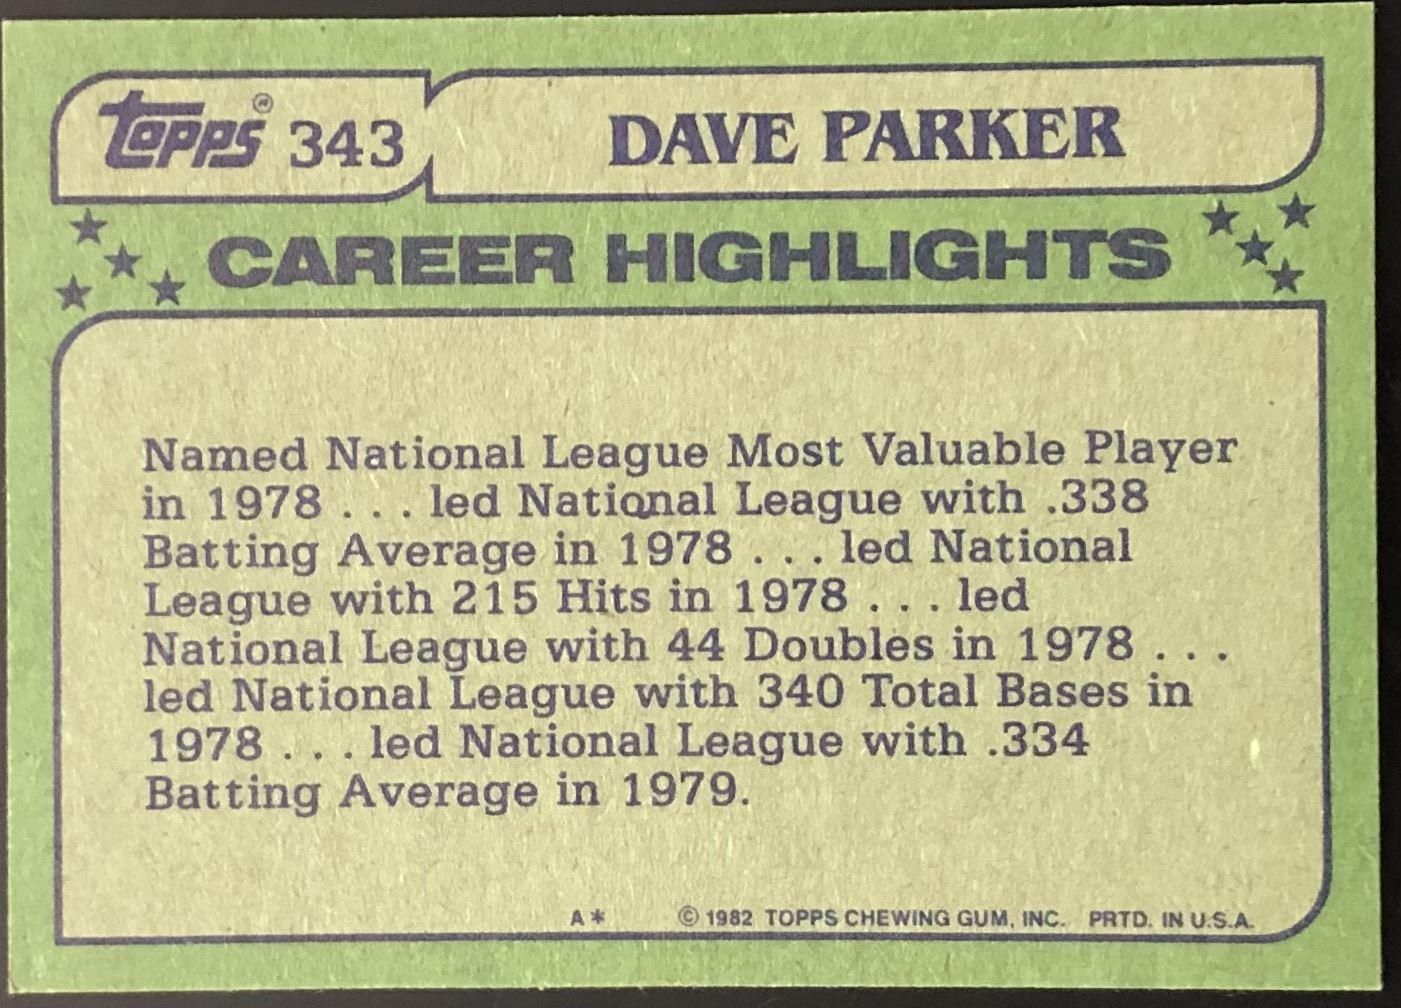 Topps® 343
DAVE PARKER
CAREER HIGHLIGHTS
Named National League Most Valuable Player
in 1978 . . . led National League with .338
Batting Average in 1978 . . . led National
League with 215 Hits in 1978 . . . led
National League with 44 Doubles in 1978 . . .
led National League with 340 Total Bases in
1978 . . . led National League with .334
Batting Average in 1979.
A* © 1982 TOPPS CHEWING GUM, INC. PRTD. IN U.S.A.